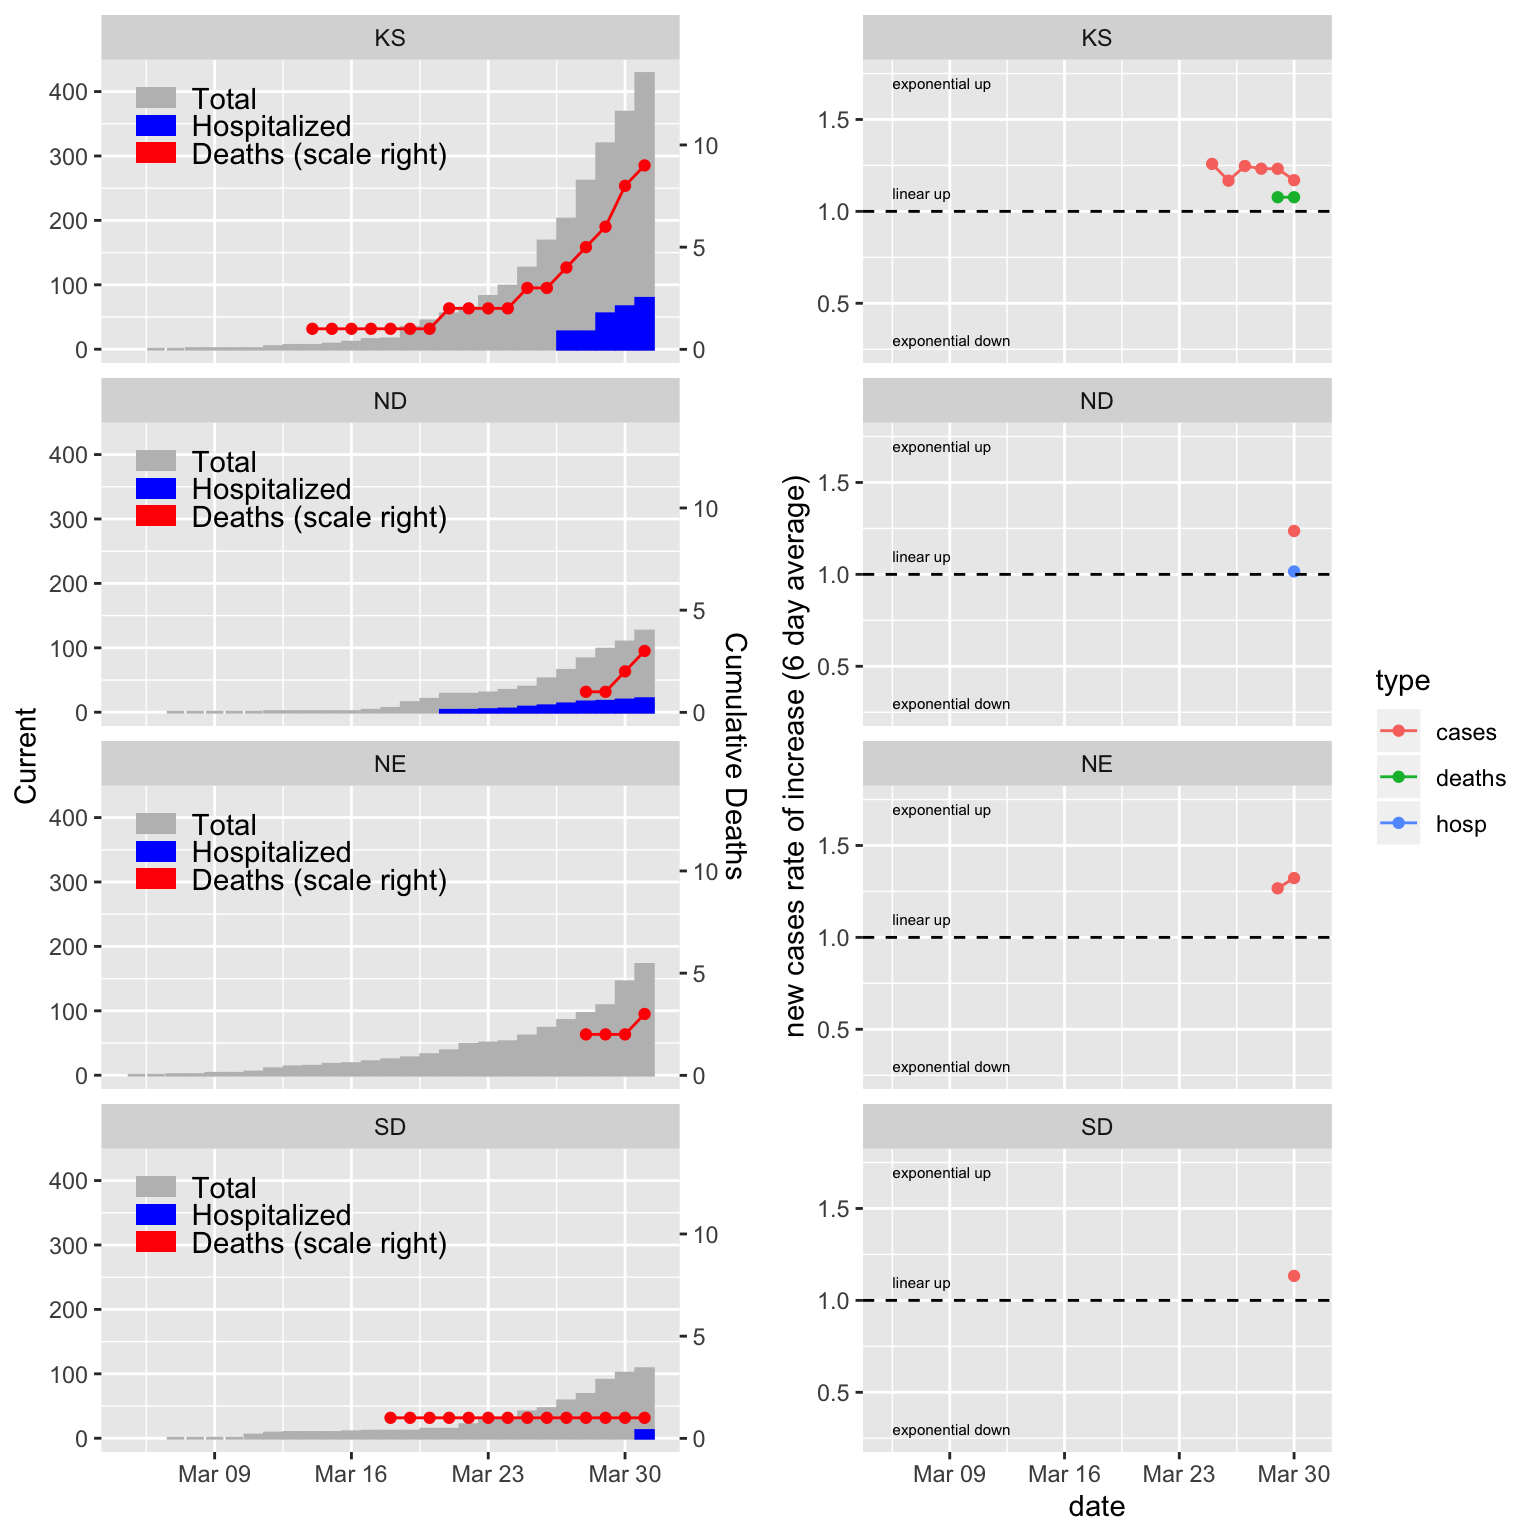 KS
400
300
200
100
0
Total
Hospitalized
Deaths (scale right)
10
5
0
ND
400
300
200
100
0
Total
Hospitalized
Deaths (scale right)
10
5
0
NE
400
300
200
100
0
Total
Hospitalized
Deaths (scale right)
10
5
0
SD
400
300
200
100
0
Total
Hospitalized
Deaths (scale right)
10
5
0
Mar 09 Mar 16 Mar 23 Mar 30
Current
Cumulative Deaths
KS
1.5
1.0
0.5
exponential up
linear up
exponential down
ND
1.5
1.0
0.5
exponential up
linear up
exponential down
NE
1.5
1.0
0.5
exponential up
linear up
exponential down
SD
1.5
1.0
0.5
exponential up
linear up
exponential down
Mar 09 Mar 16 Mar 23 Mar 30
date
new cases rate of increase (6 day average)
type
cases
deaths
hosp